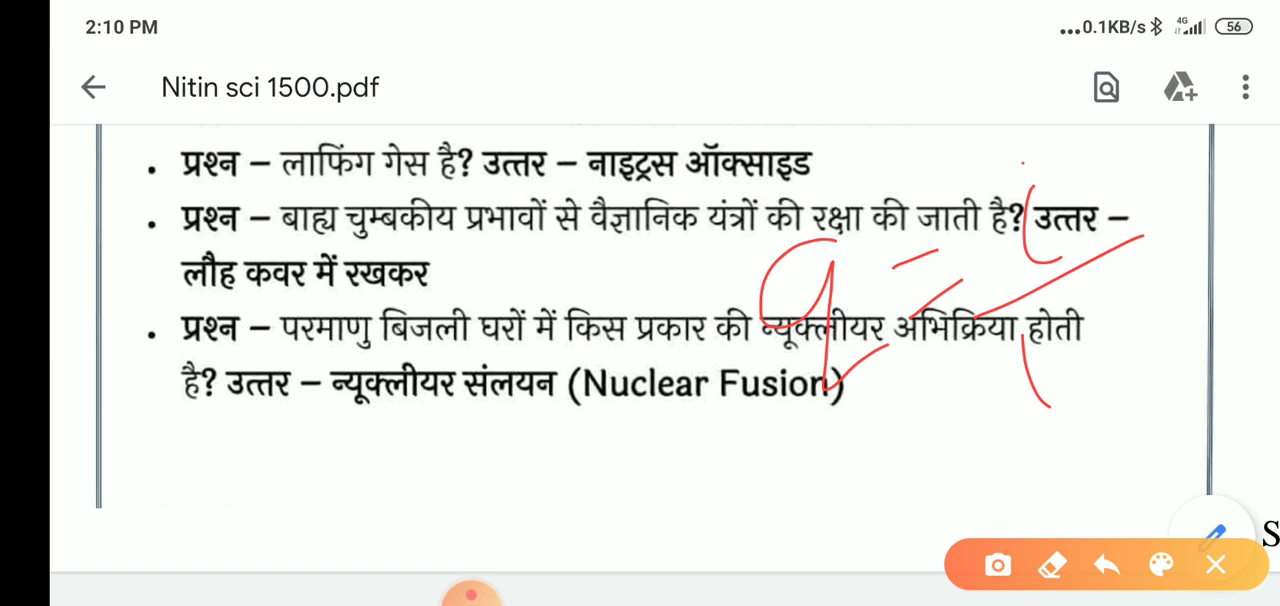 2:10 PM
...0.1KB/s 4G 56
Nitin sci 1500.pdf
• प्रश्न – लाफिंग गेस है? उत्तर – नाइट्रस ऑक्साइड
• प्रश्न – बाह्य चुम्बकीय प्रभावों से वैज्ञानिक यंत्रों की रक्षा की जाती है? उत्तर –
लौह कवर में रखकर
• प्रश्न – परमाणु बिजली घरों में किस प्रकार की न्यूक्लीयर अभिक्रिया होती
है? उत्तर – न्यूक्लीयर संलयन (Nuclear Fusion)
S